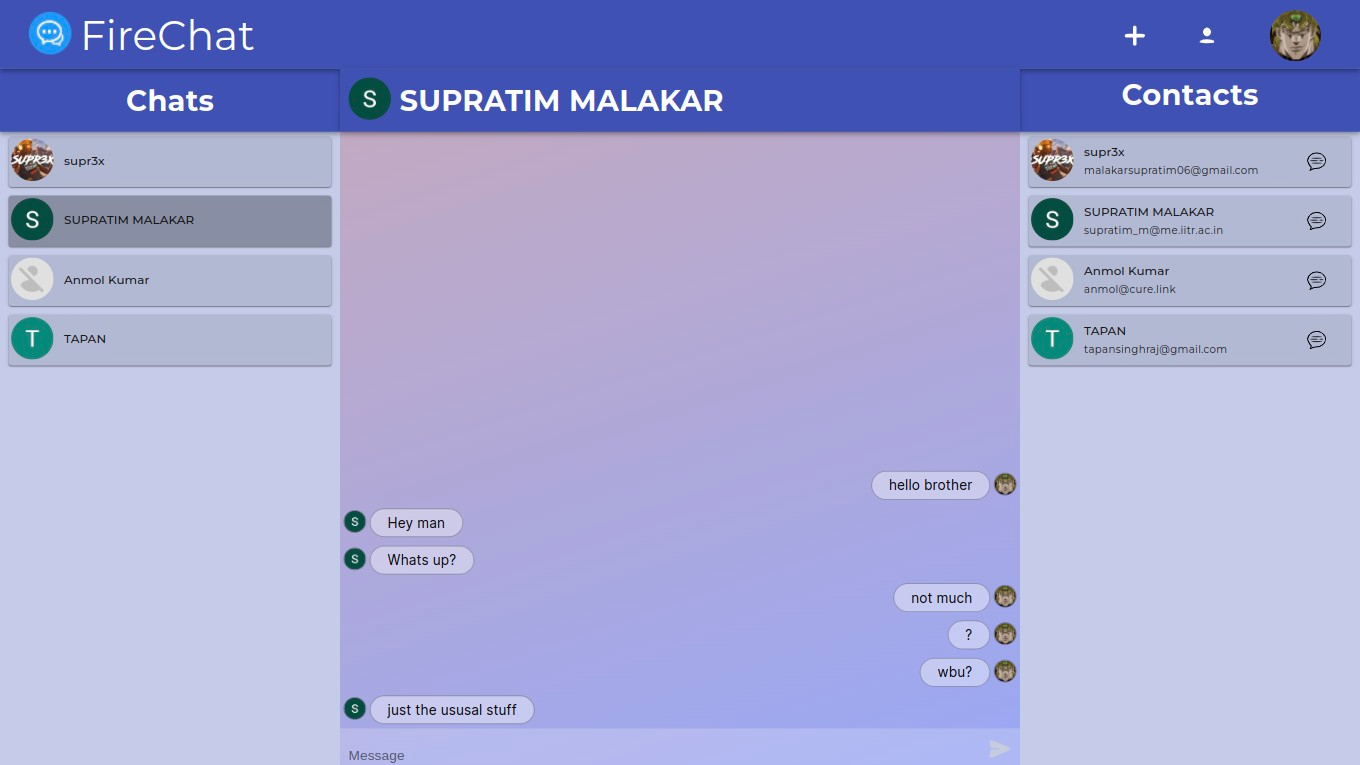 FireChat
Chats
SUPR3X
supr3x
S
SUPRATIM MALAKAR
Anmol Kumar
T
TAPAN
S
SUPRATIM MALAKAR
hello brother
S
Hey man
S
Whats up?
not much
?
wbu?
S
just the ususal stuff
Message
Contacts
SUPR3X
supr3x
malakarsupratim06@gmail.com
S
SUPRATIM MALAKAR
supratim_m@me.iitr.ac.in
Anmol Kumar
anmol@cure.link
T
TAPAN
tapansinghraj@gmail.com